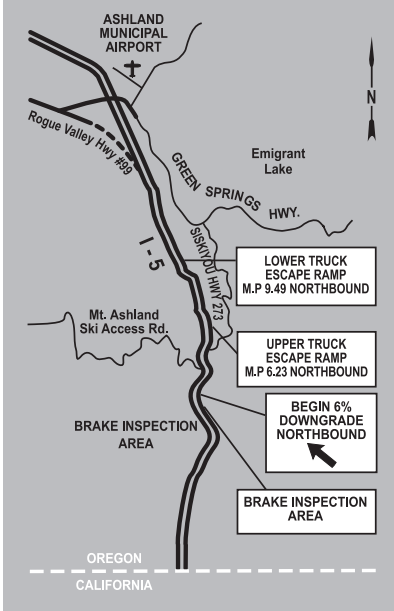 ASHLAND
MUNICIPAL
AIRPORT
N
Rogue Valley Hwy #99
GREEN SPRINGS HWY.
Emigrant
Lake
I - 5
SISKIYOU HWY 273
LOWER TRUCK
ESCAPE RAMP
M.P 9.49 NORTHBOUND
Mt. Ashland
Ski Access Rd.
UPPER TRUCK
ESCAPE RAMP
M.P 6.23 NORTHBOUND
BEGIN 6%
DOWNGRADE
NORTHBOUND
BRAKE INSPECTION
AREA
BRAKE INSPECTION
AREA
OREGON
CALIFORNIA